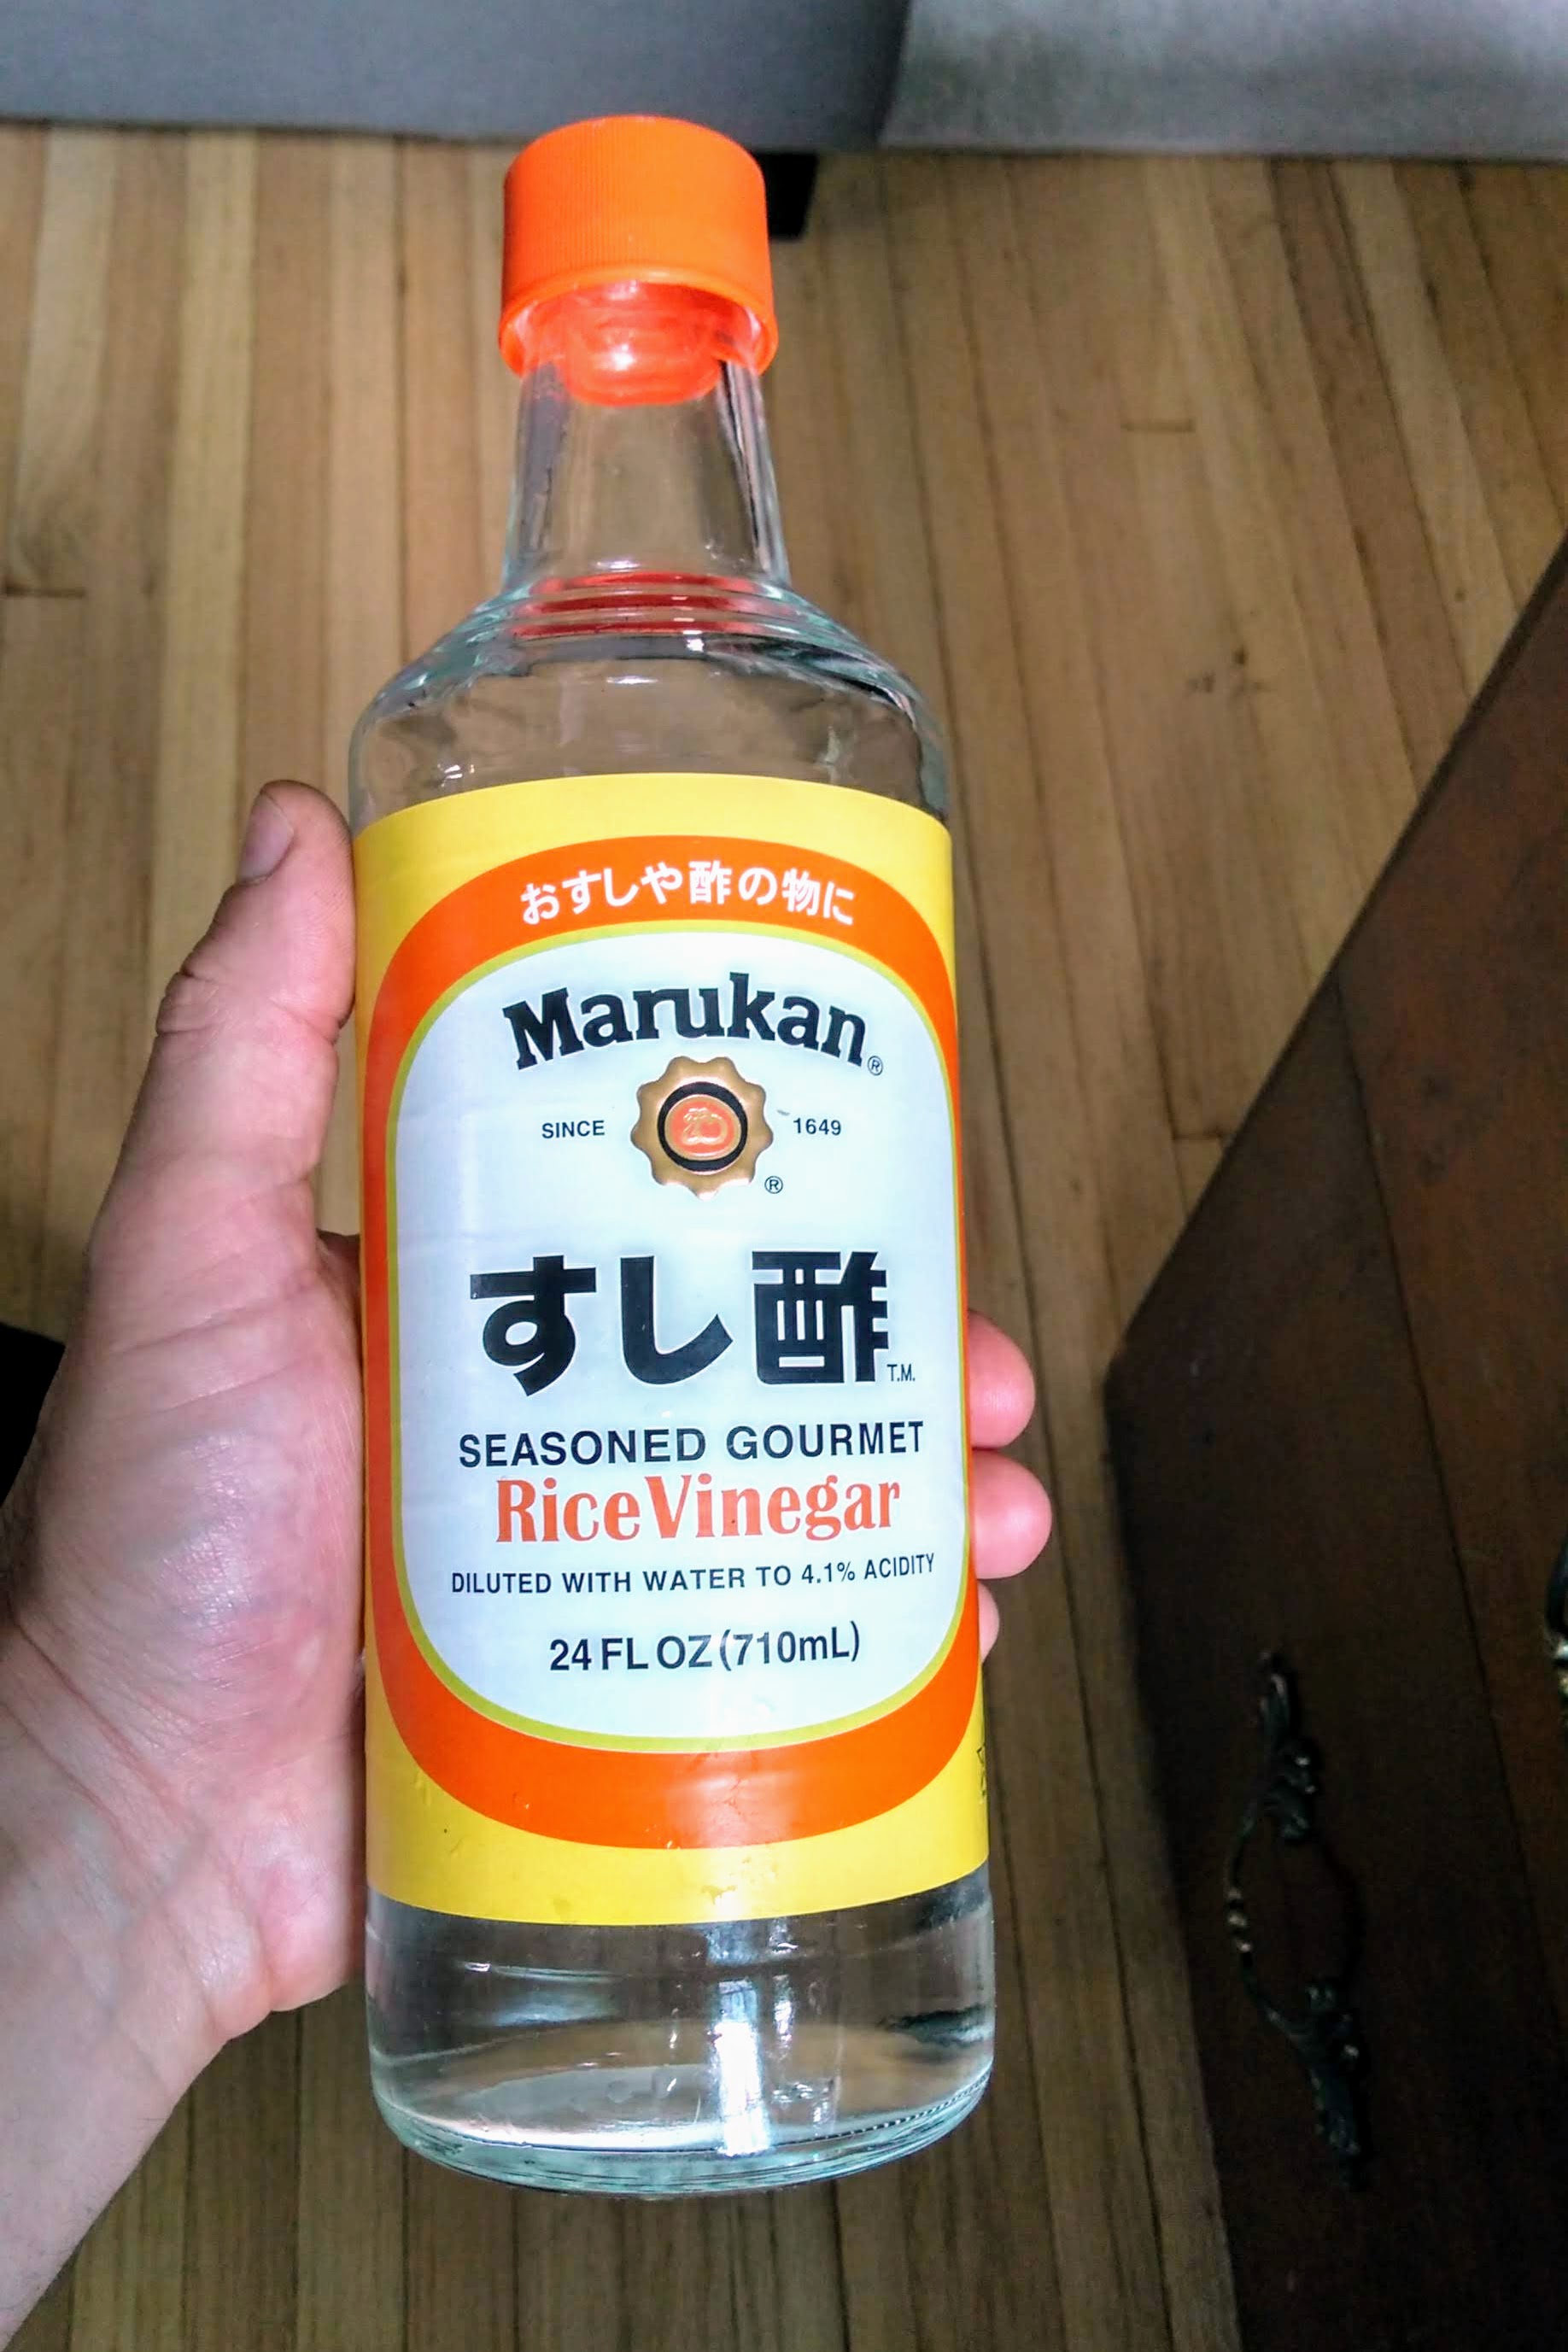 おすしや酢の物に
Marukan®
SINCE 1649
®
すし酢 T.M.
SEASONED GOURMET
Rice Vinegar
DILUTED WITH WATER TO 4.1% ACIDITY
24 FL OZ (710mL)